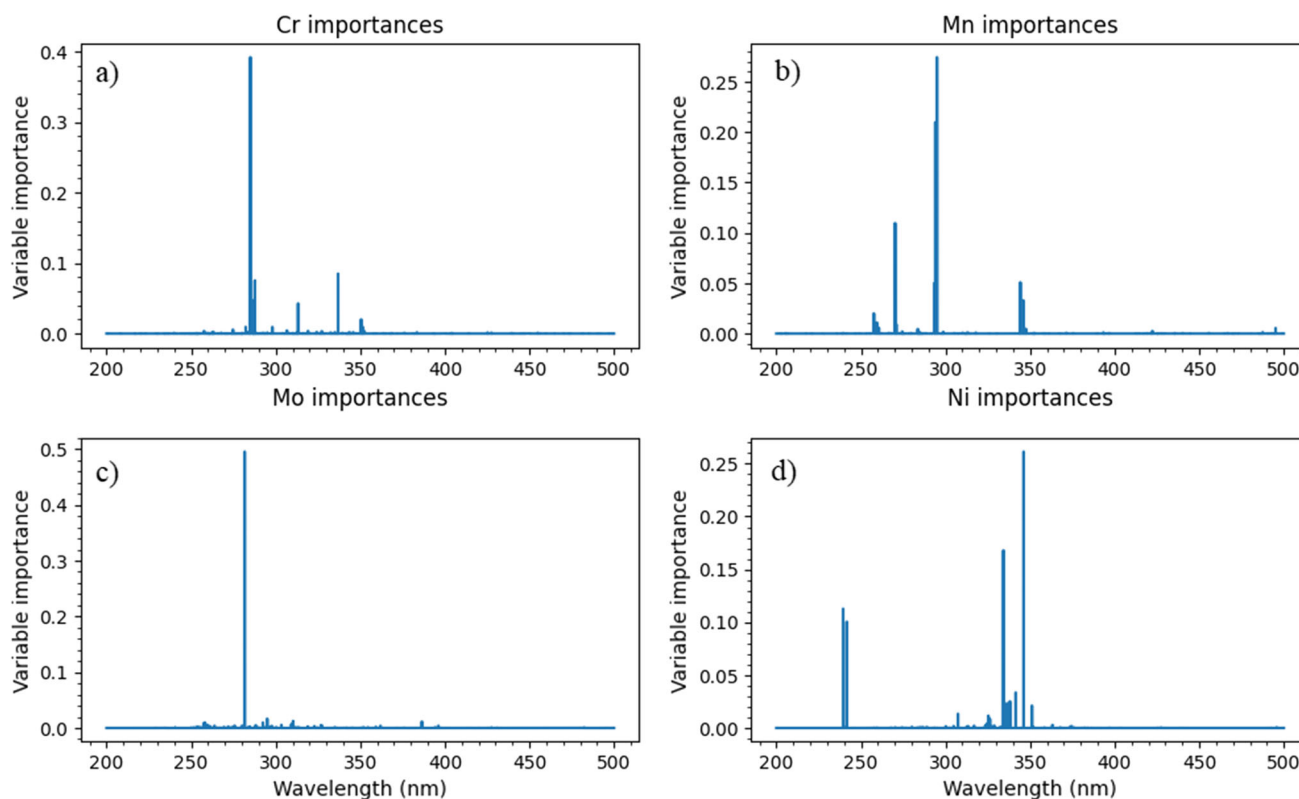 Cr importances
a)
Variable importance
0.4
0.3
0.2
0.1
0.0
200 250 300 350 400 450 500
Mn importances
b)
Variable importance
0.25
0.20
0.15
0.10
0.05
0.00
200 250 300 350 400 450 500
Mo importances
c)
Variable importance
0.5
0.4
0.3
0.2
0.1
0.0
200 250 300 350 400 450 500
Wavelength (nm)
Ni importances
d)
Variable importance
0.25
0.20
0.15
0.10
0.05
0.00
200 250 300 350 400 450 500
Wavelength (nm)